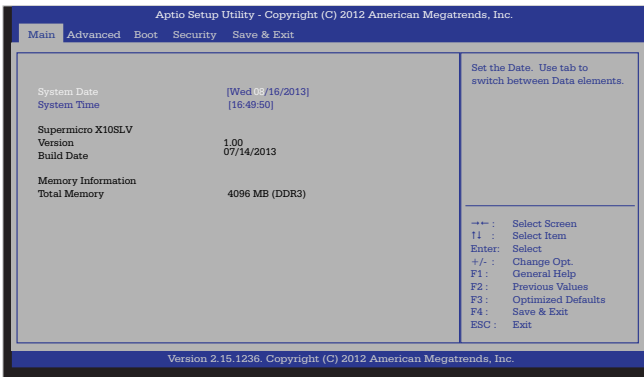 Aptio Setup Utility - Copyright (C) 2012 American Megatrends, Inc.
Main Advanced Boot Security Save & Exit
System Date [Wed 08/16/2013]
System Time [16:49:50]
Supermicro X10SLV
Version 1.00
Build Date 07/14/2013
Memory Information
Total Memory 4096 MB (DDR3)
Set the Date. Use tab to
switch between Data elements.
→← : Select Screen
↑↓ : Select Item
Enter: Select
+/- : Change Opt.
F1 : General Help
F2 : Previous Values
F3 : Optimized Defaults
F4 : Save & Exit
ESC : Exit
Version 2.15.1236. Copyright (C) 2012 American Megatrends, Inc.